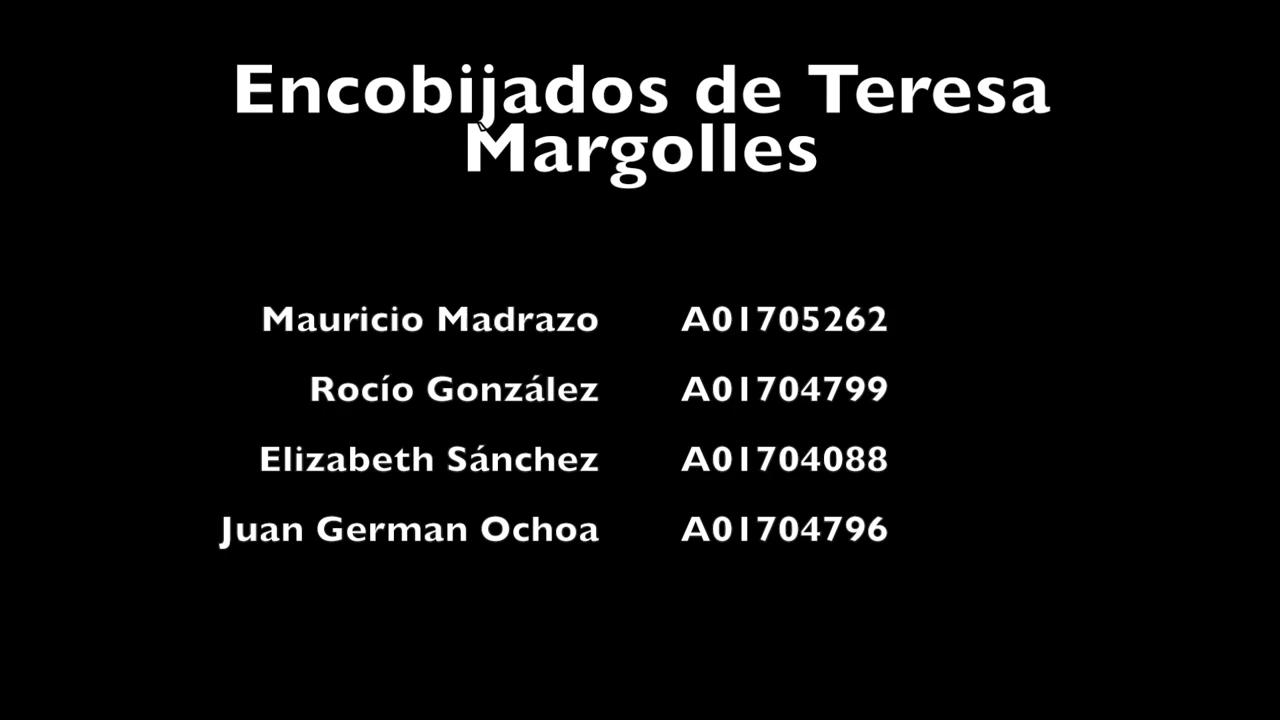 Encobijados de Teresa
Margolles
Mauricio Madrazo A01705262
Rocío González A01704799
Elizabeth Sánchez A01704088
Juan German Ochoa A01704796